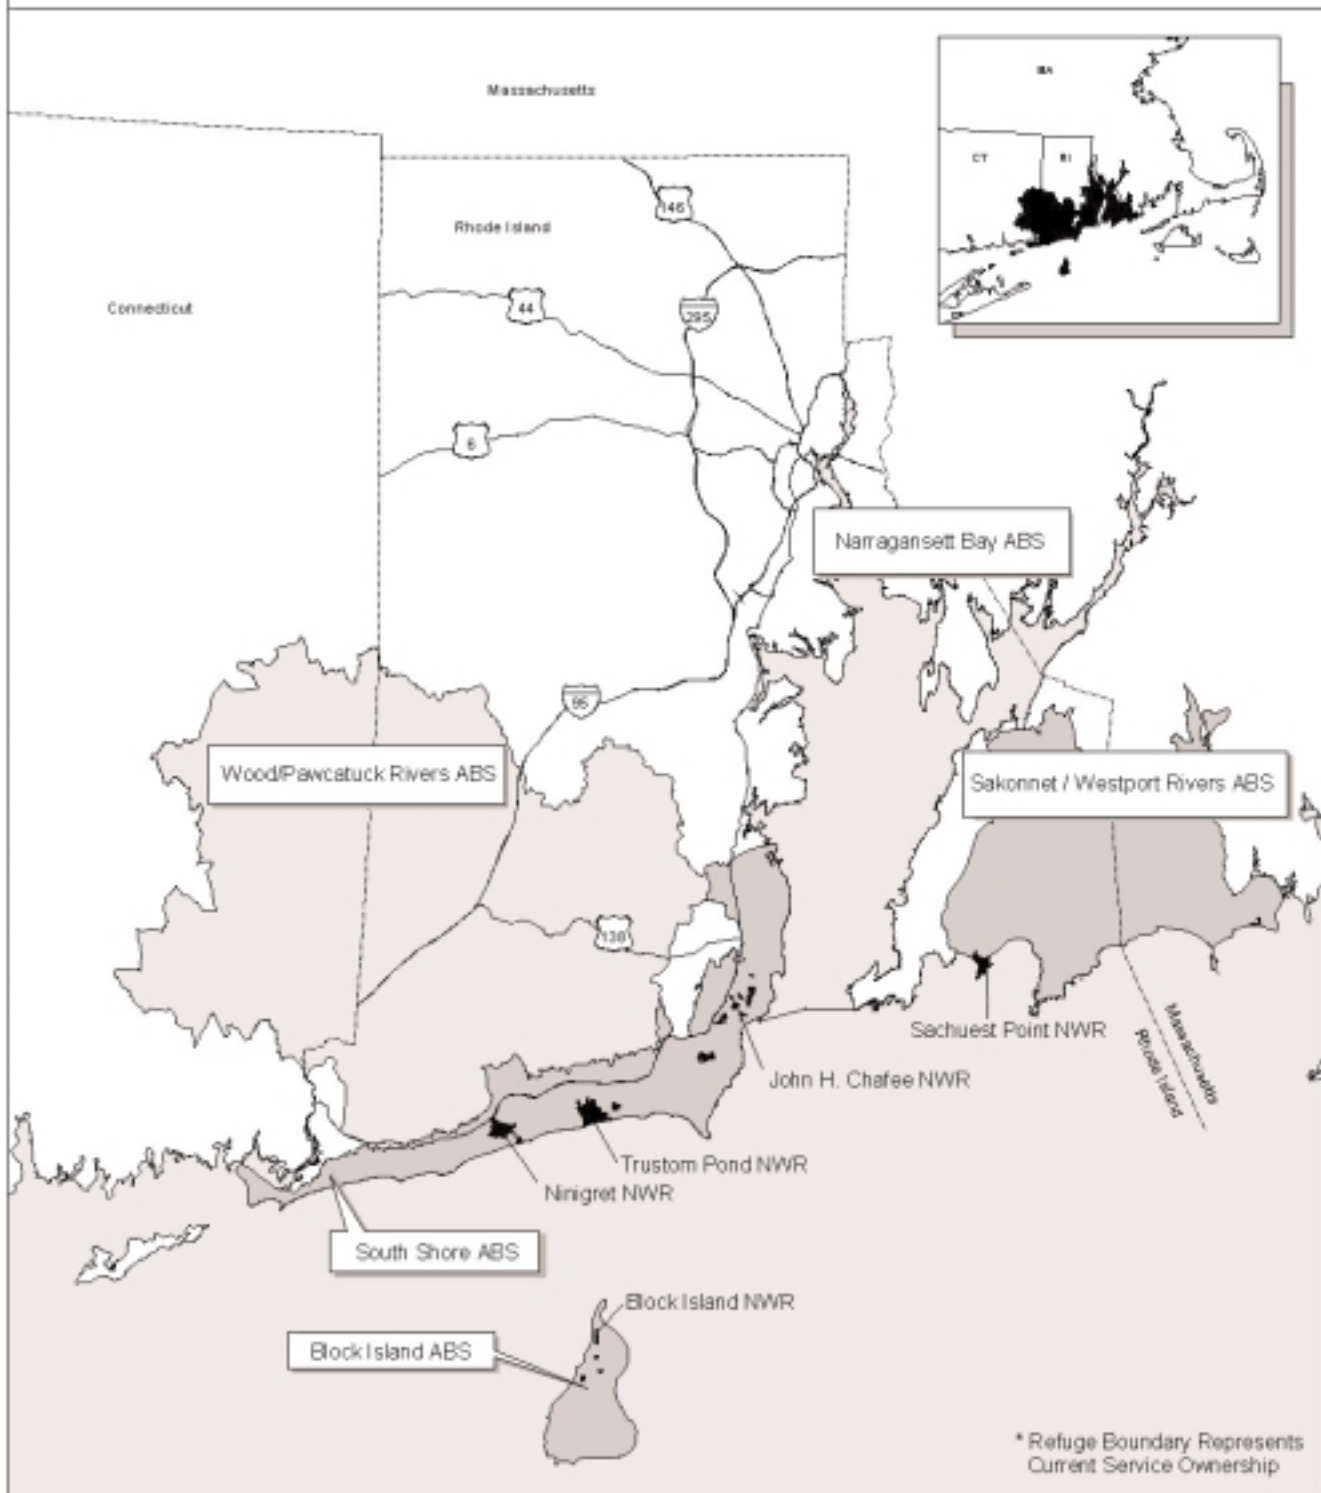 Massachusetts
MA
CT
RI
146
Rhode Island
Connecticut
44
295
6
Narragansett Bay ABS
95
Wood/Pawcatuck Rivers ABS
Sakonnet / Westport Rivers ABS
138
Sachuest Point NWR
Massachusetts
Rhode Island
John H. Chafee NWR
Trustom Pond NWR
Ninigret NWR
South Shore ABS
Block Island NWR
Block Island ABS
* Refuge Boundary Represents
Current Service Ownership